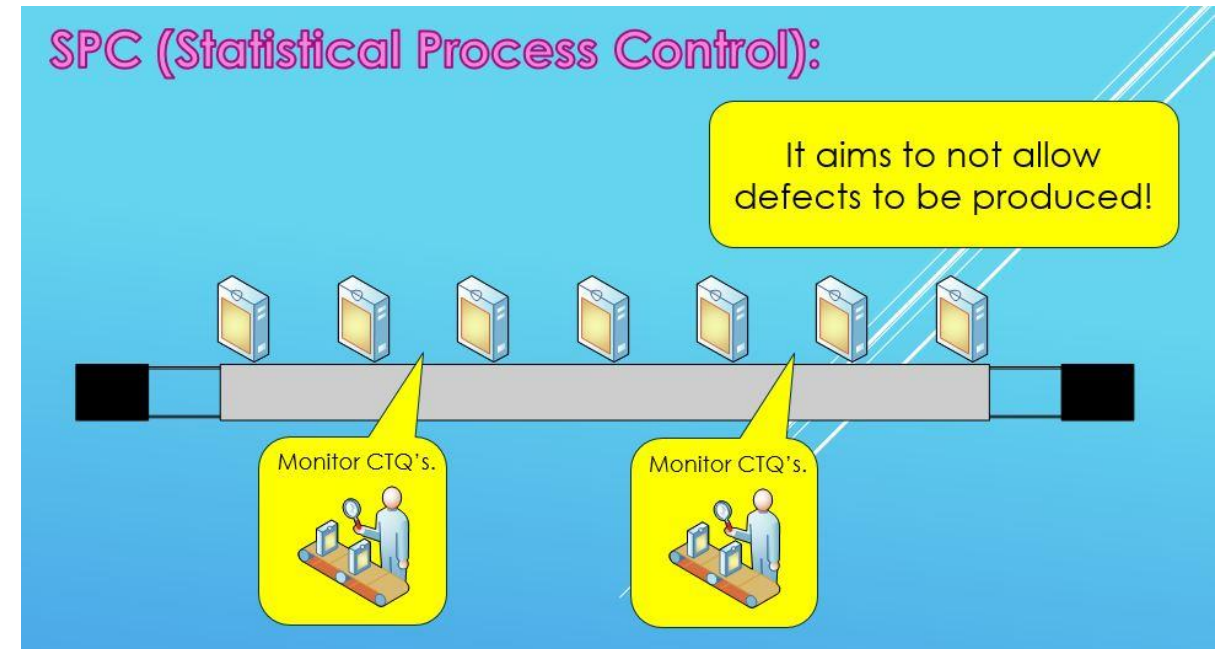 SPC (Statistical Process Control):
It aims to not allow
defects to be produced!
Monitor CTQ's.
Monitor CTQ's.